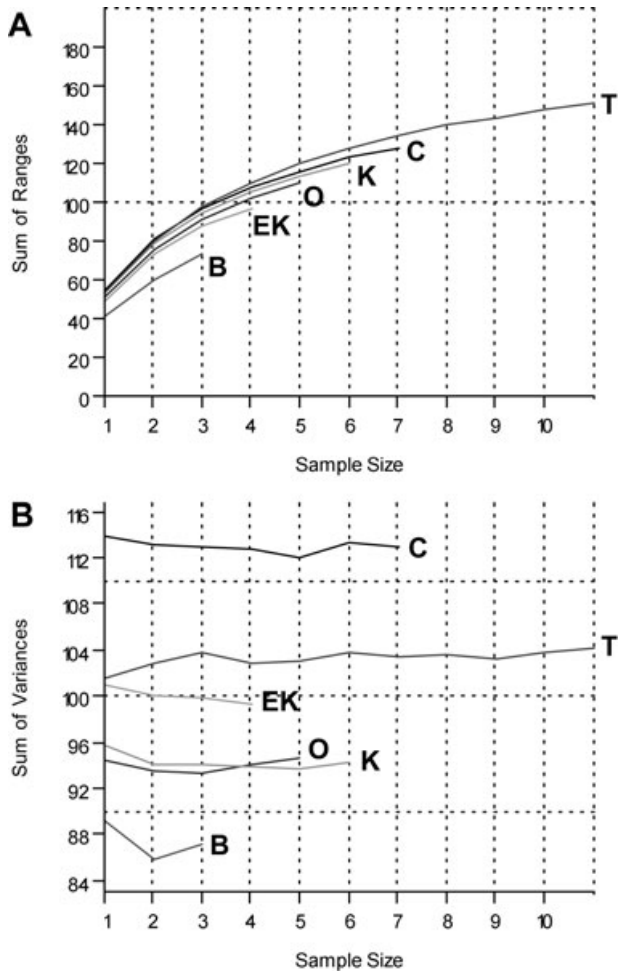 A
180
160
140
120
100
80
60
40
20
0
Sum of Ranges
T
C
K
O
EK
B
1 2 3 4 5 6 7 8 9 10
Sample Size
B
116
112
108
104
100
96
92
88
84
Sum of Variances
C
T
EK
O
K
B
1 2 3 4 5 6 7 8 9 10
Sample Size